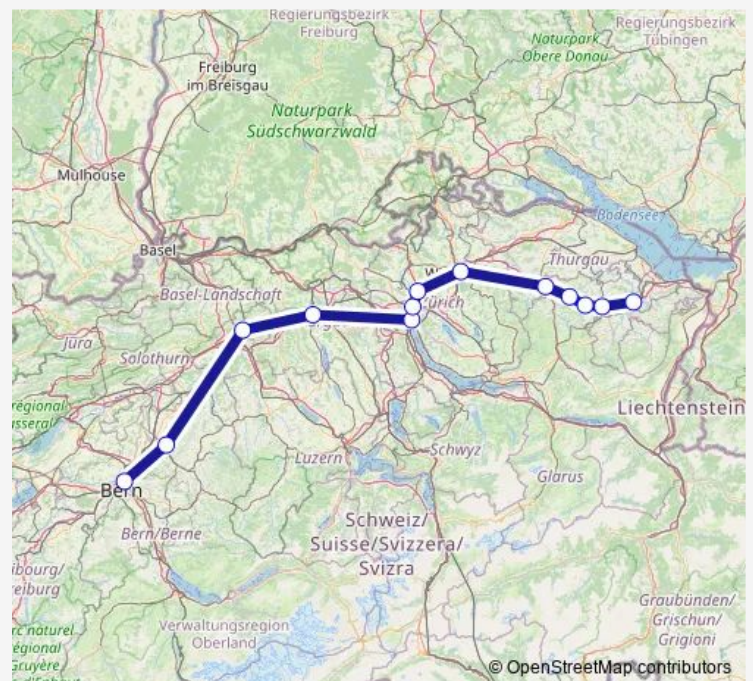 Regierungsbezirk
Freiburg
Regierungsbezirk
Tübingen
Naturpark
Obere Donau
Freiburg
im Breisgau
Naturpark
Südschwarzwald
Mulhouse
Bodensee
Basel
Thurgau
Basel-Landschaft
W
Zürich
Jura
Solothurn
régional
Liechtenstein
Luzern
Schwyz
Glarus
Bern
Schweiz/
Suisse/Svizzera/
Svizra
Bern/Berne
Verwaltungsregion
Oberland
Graubünden/
Grischun/
Grigioni
naturel
régional
Gruyère
© OpenStreetMap contributors